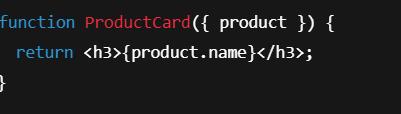 function ProductCard({ product }) {
  return <h3>{product.name}</h3>;
}